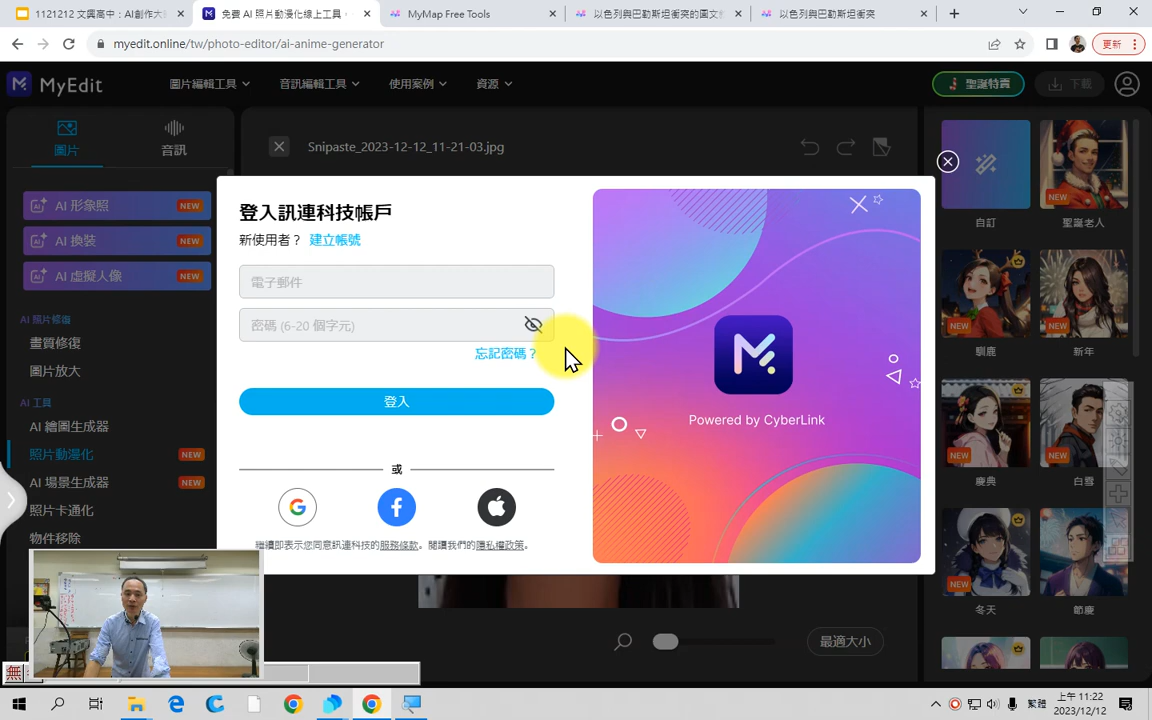 1121212 文興高中：AI創作大
免費 AI 照片動漫化線上工具，
MyMap Free Tools
以色列與巴勒斯坦衝突的圖文
以色列與巴勒斯坦衝突
myedit.online/tw/photo-editor/ai-anime-generator
更新
MyEdit
圖片編輯工具
音訊編輯工具
使用案例
資源
聖誕特賣
下載
圖片
音訊
Snipaste_2023-12-12_11-21-03.jpg
AI 形象照
NEW
AI 換裝
NEW
AI 虛擬人像
NEW
AI 照片修復
畫質修復
圖片放大
AI 工具
AI 繪圖生成器
照片動漫化
NEW
AI 場景生成器
NEW
照片卡通化
物件移除
登入訊連科技帳戶
新使用者？ 建立帳號
電子郵件
密碼 (6-20 個字元)
忘記密碼？
登入
或
繼續即表示您同意訊連科技的服務條款。閱讀我們的隱私權政策。
Powered by CyberLink
自訂
NEW
聖誕老人
NEW
馴鹿
NEW
新年
NEW
慶典
NEW
白雪
NEW
冬天
節慶
最適大小
無
繁體
上午 11:22
2023/12/12